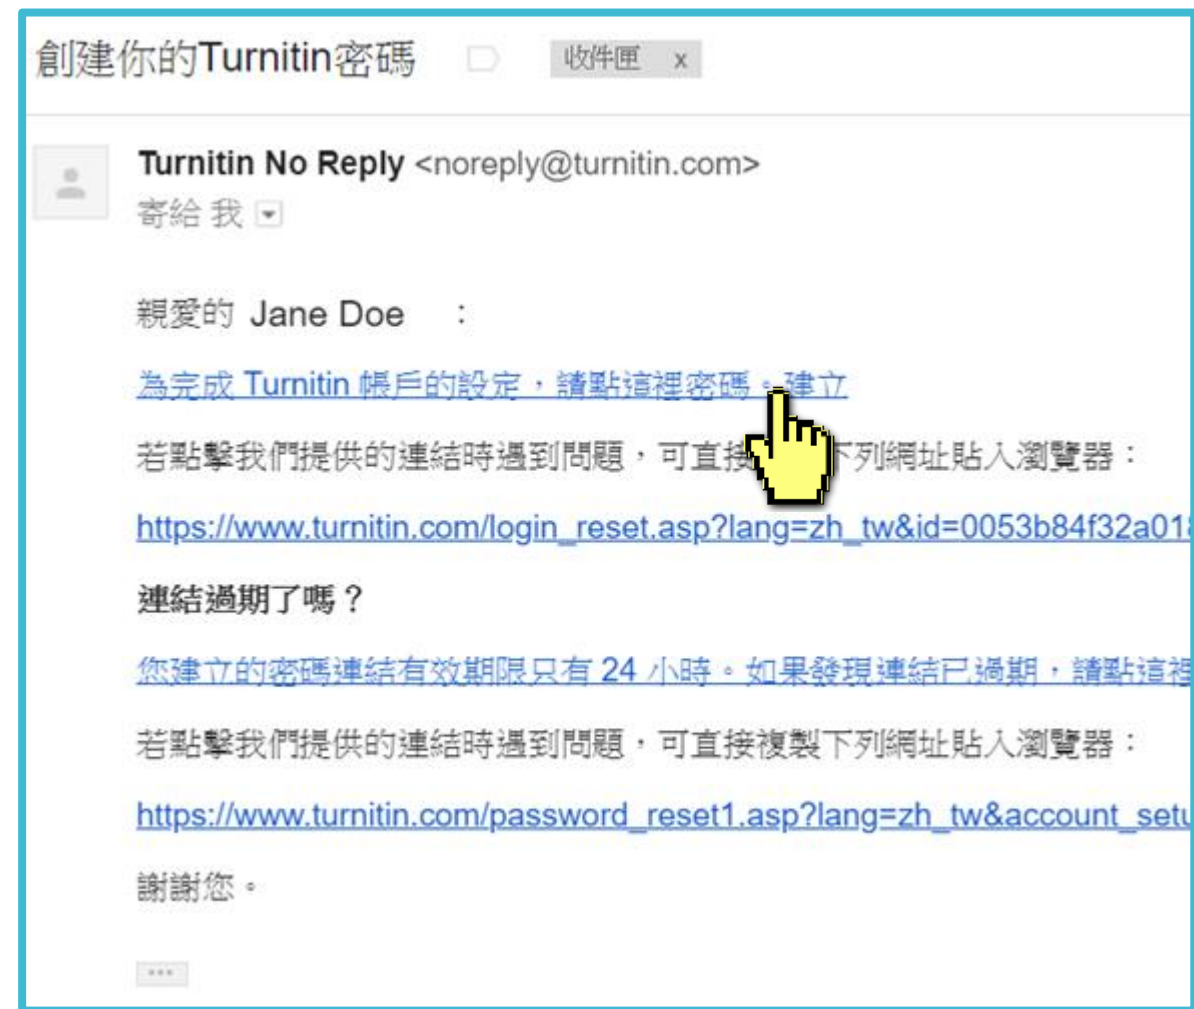 創建你的Turnitin密碼 收件匣 x
Turnitin No Reply <noreply@turnitin.com>
寄給 我
親愛的 Jane Doe ：
為完成 Turnitin 帳戶的設定，請點這裡密碼。建立
若點擊我們提供的連結時遇到問題，可直接 下列網址貼入瀏覽器：
https://www.turnitin.com/login_reset.asp?lang=zh_tw&id=0053b84f32a018
連結過期了嗎？
您建立的密碼連結有效期限只有 24 小時。如果發現連結已過期，請點這裡
若點擊我們提供的連結時遇到問題，可直接複製下列網址貼入瀏覽器：
https://www.turnitin.com/password_reset1.asp?lang=zh_tw&account_setu
謝謝您。